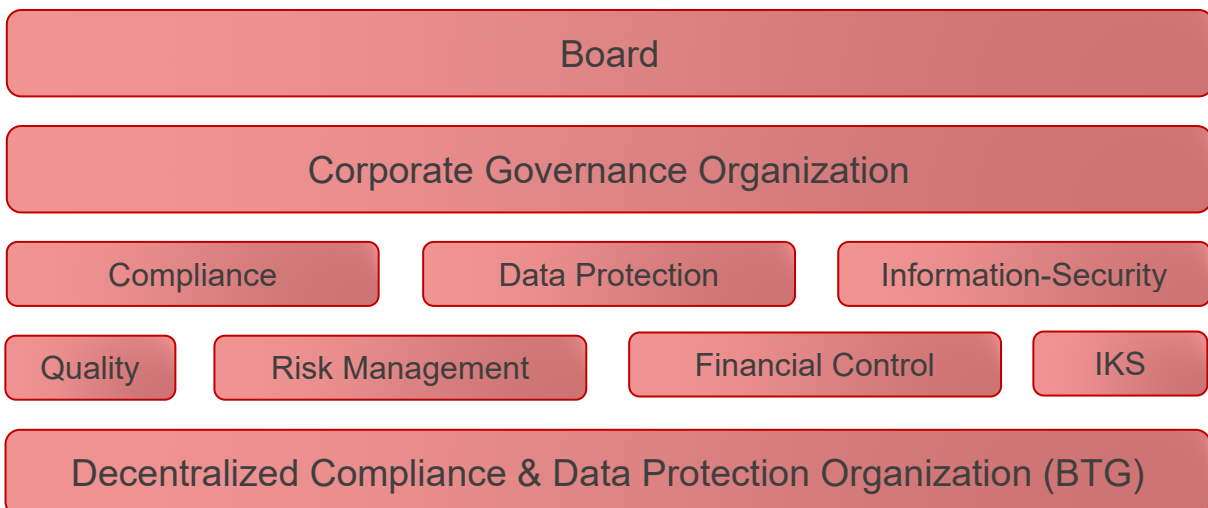 Board
Corporate Governance Organization
Compliance
Data Protection
Information-Security
Quality
Risk Management
Financial Control
IKS
Decentralized Compliance & Data Protection Organization (BTG)